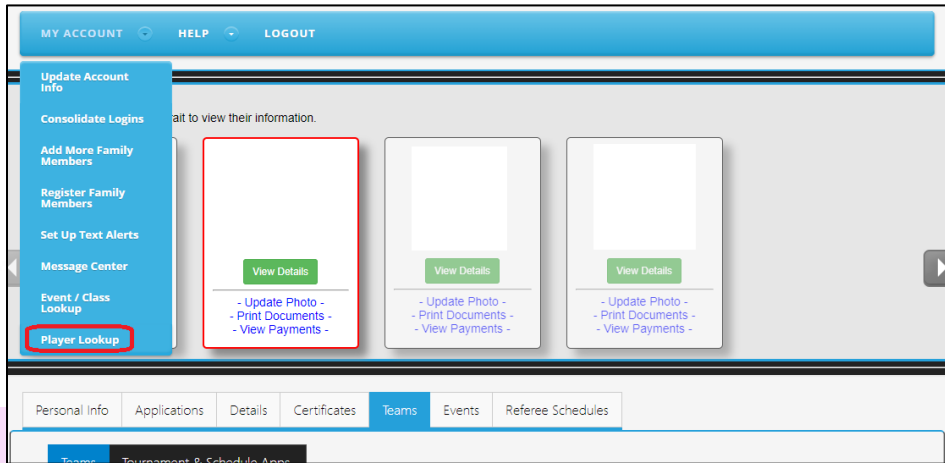 MY ACCOUNT HELP LOGOUT
Update Account
Info
Consolidate Logins
to view their information.
Add More Family
Members
Register Family
Members
Set Up Text Alerts
Message Center
Event / Class
Lookup
Player Lookup
View Details
- Update Photo -
- Print Documents -
- View Payments -
View Details
- Update Photo -
- Print Documents -
- View Payments -
View Details
- Update Photo -
- Print Documents -
- View Payments -
Personal Info Applications Details Certificates Teams Events Referee Schedules
Teams Tournament & Schedule Apps